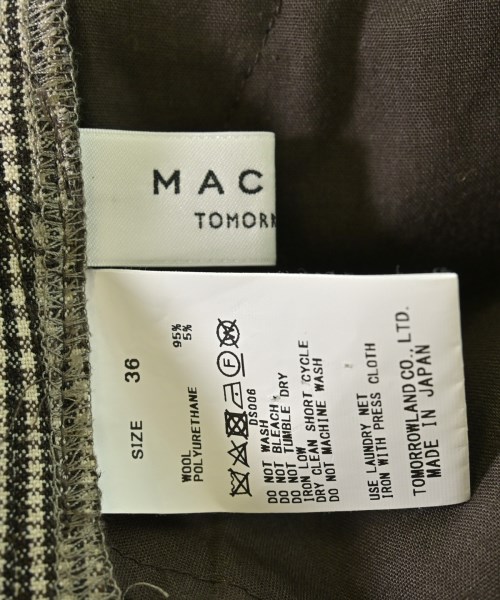 MAC
TOMORR
SIZE 36
WOOL 95%
POLYURETHANE 5%
DS006
DO NOT WASH
DO NOT BLEACH
DO NOT TUMBLE DRY
IRON LOW
DRY CLEAN SHORT CYCLE
DO NOT MACHINE WASH
USE LAUNDRY NET
IRON WITH PRESS CLOTH
TOMORROWLAND CO., LTD.
MADE IN JAPAN